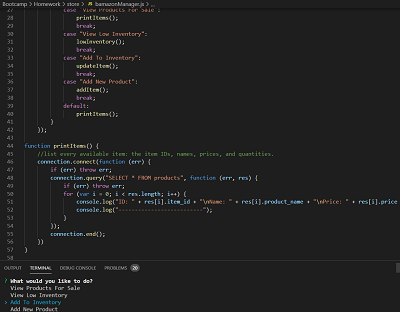 Bootcamp > Homework > store > bamazonManager.js > ...
27 case "View Products For Sale":
28 printItems();
29 break;
30 case "View Low Inventory":
31 lowInventory();
32 break;
33 case "Add To Inventory":
34 updateItem();
35 break;
36 case "Add New Product":
37 addItem();
38 break;
39 default:
40 printItems();
41 }
42 });
43
44 function printItems() {
45 //list every available item: the item IDs, names, prices, and quantities.
46 connection.connect(function (err) {
47 if (err) throw err;
48 connection.query("SELECT * FROM products", function (err, res) {
49 if (err) throw err;
50 for (var i = 0; i < res.length; i++) {
51 console.log("ID: " + res[i].item_id + "\nName: " + res[i].product_name + "\nPrice: " + res[i].price
52 console.log("--------------------------");
53 }
54 });
55 connection.end();
56 })
57 }
58
OUTPUT TERMINAL DEBUG CONSOLE PROBLEMS 20
? What would you like to do?
View Products For Sale
View Low Inventory
> Add To Inventory
Add New Product